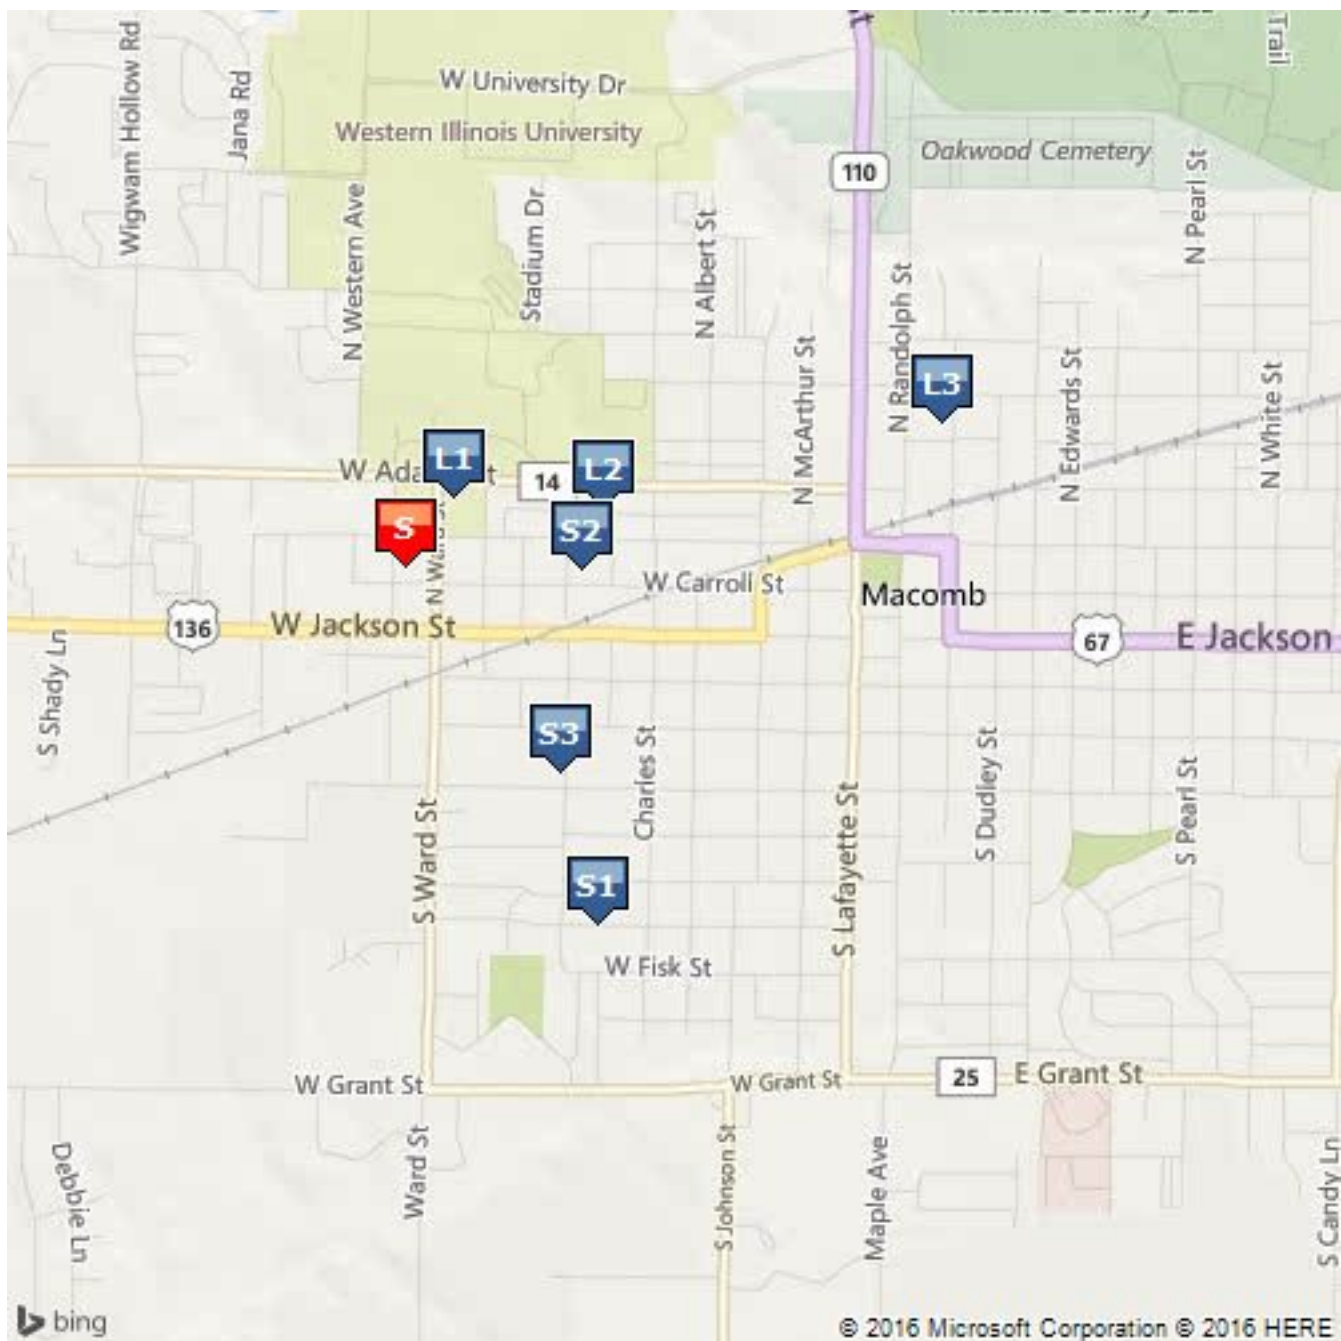 Wigwam Hollow Rd
Jana Rd
W University Dr
Western Illinois University
Trail
110
Oakwood Cemetery
N Pearl St
N Western Ave
Stadium Dr
N Albert St
N Randolph St
N McArthur St
N Edwards St
N White St
L3
L1
L2
14
S
S2
W Carroll St
Macomb
136
W Jackson St
67
E Jackson
S Shady Ln
S3
Charles St
S Dudley St
S Pearl St
S Ward St
S Lafayette St
S1
W Fisk St
W Grant St
W Grant St
25
E Grant St
Debbie Ln
Ward St
S Johnson St
Maple Ave
S Candy Ln
bing
© 2016 Microsoft Corporation © 2016 HERE